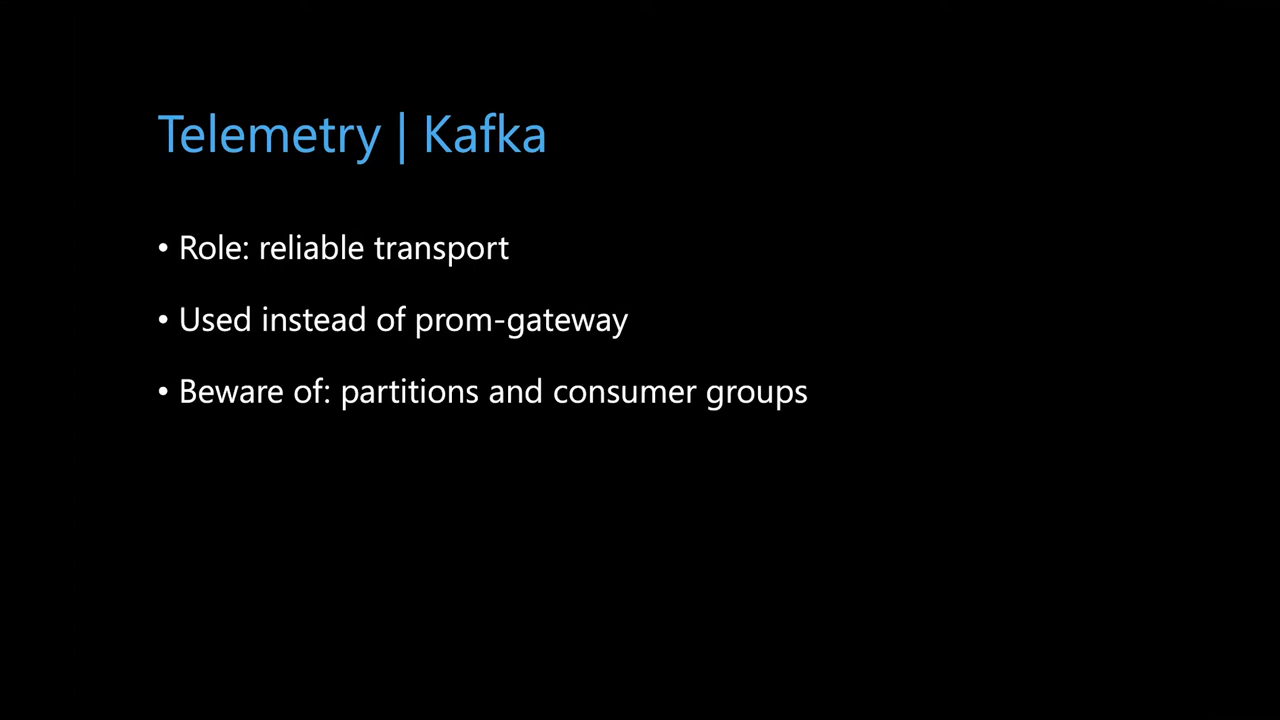 Telemetry | Kafka
• Role: reliable transport
• Used instead of prom-gateway
• Beware of: partitions and consumer groups